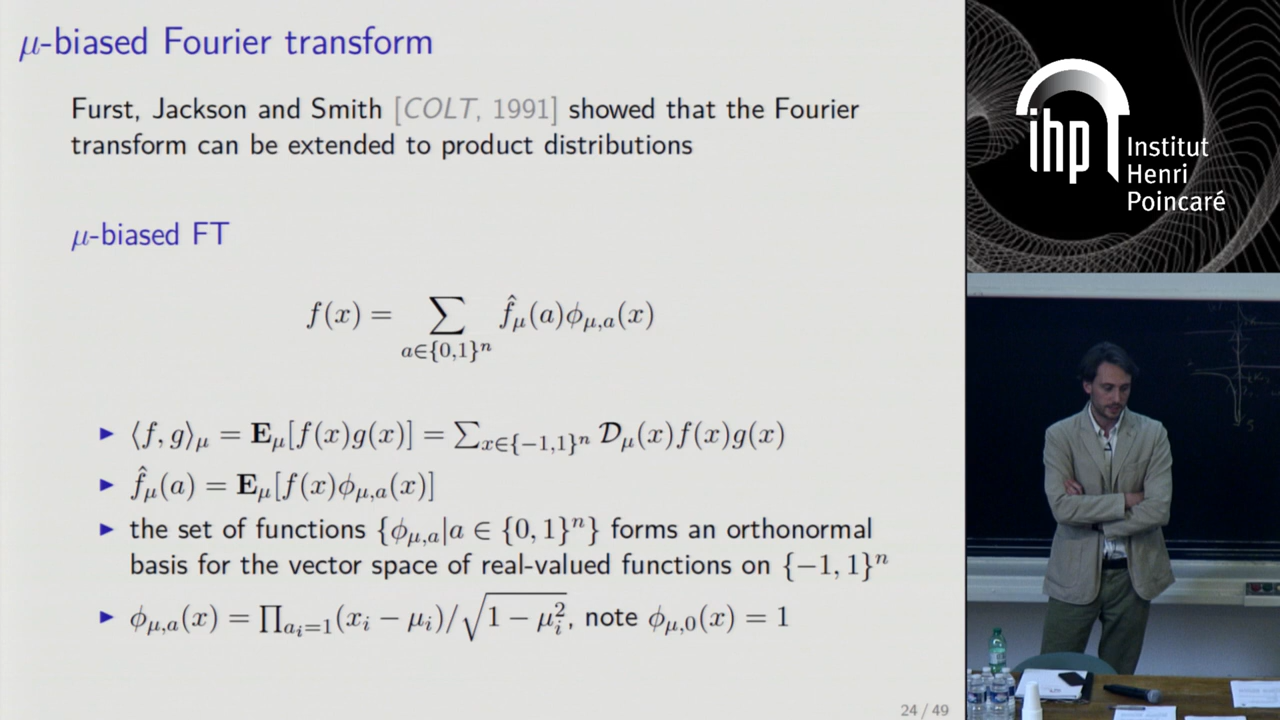 μ-biased Fourier transform
Furst, Jackson and Smith [COLT, 1991] showed that the Fourier
transform can be extended to product distributions
μ-biased FT
f(x) = ∑_{a∈{0,1}^n} f̂_μ(a)ϕ_{μ,a}(x)
▶ ⟨f, g⟩_μ = E_μ[f(x)g(x)] = ∑_{x∈{−1,1}^n} D_μ(x)f(x)g(x)
▶ f̂_μ(a) = E_μ[f(x)ϕ_{μ,a}(x)]
▶ the set of functions {ϕ_{μ,a}|a ∈ {0, 1}^n} forms an orthonormal
basis for the vector space of real-valued functions on {−1, 1}^n
▶ ϕ_{μ,a}(x) = ∏_{a_i=1}(x_i − μ_i)/√(1 − μ_i^2), note ϕ_{μ,0}(x) = 1
24 / 49
ihp
Institut
Henri
Poincaré